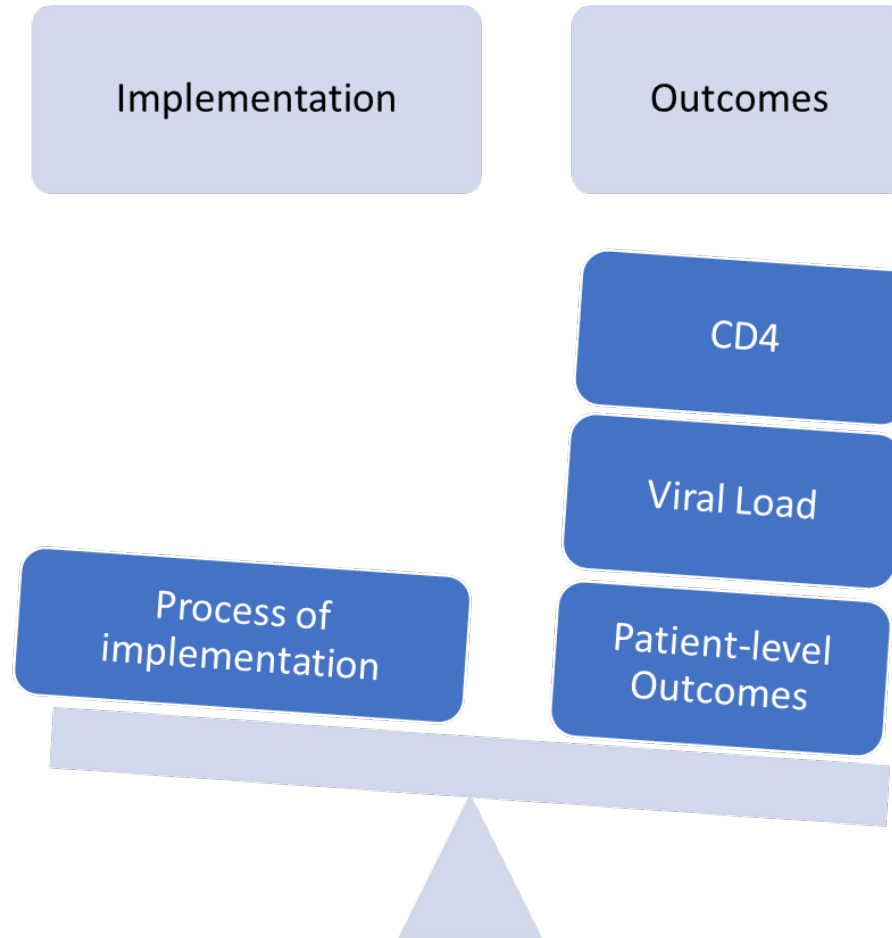 Implementation
Outcomes
CD4
Viral Load
Process of
implementation
Patient-level
Outcomes